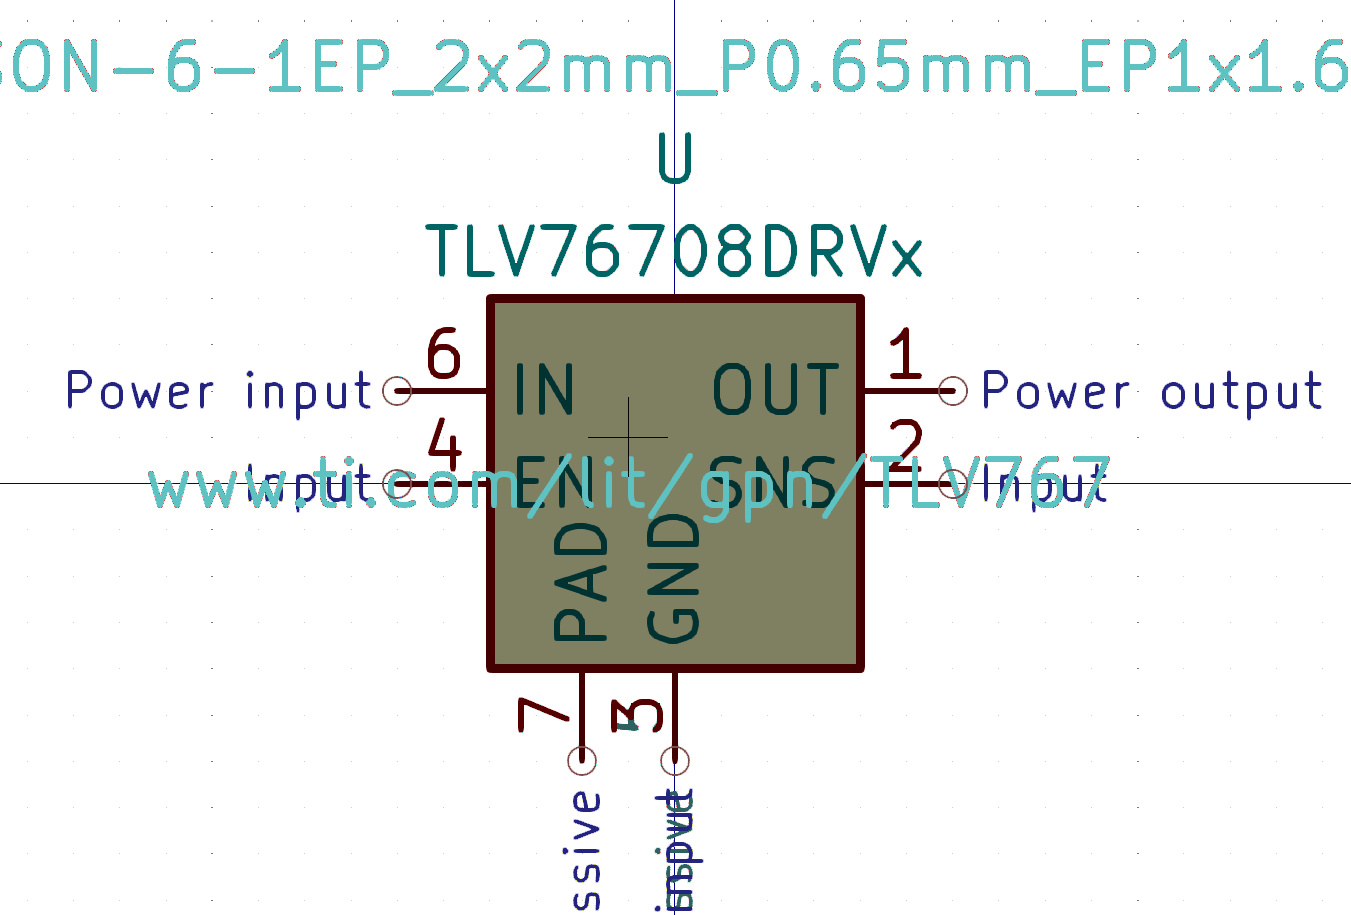 SON-6-1EP_2x2mm_P0.65mm_EP1x1.6
U
TLV76708DRVx
6
1
Power input
IN
OUT
Power output
4
2
Input
EN
SNS
Input
www.ti.com/lit/gpn/TLV767
PAD
GND
7
3
ssive
input